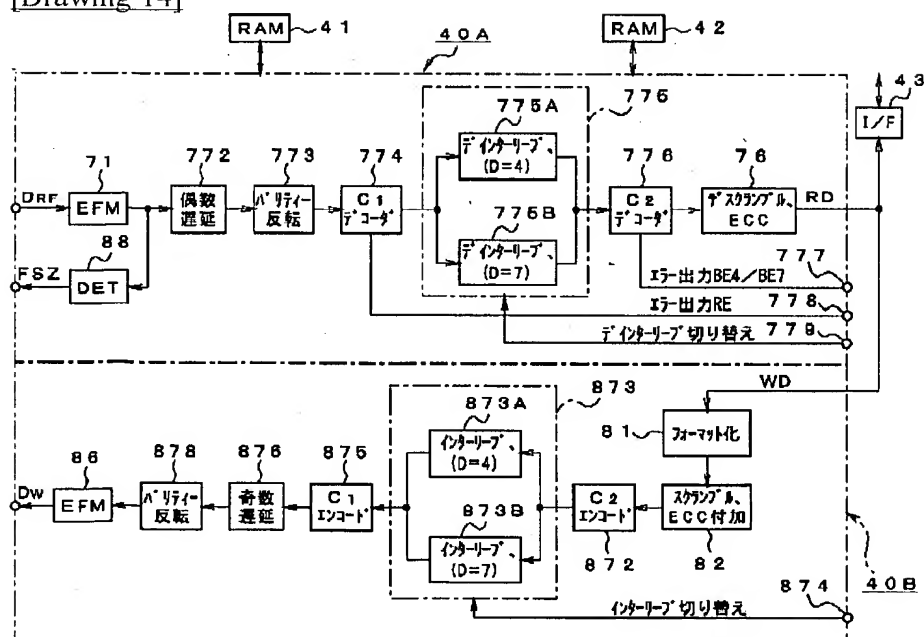 [Drawing 14]
RAM 41
RAM 42
40A
43
I/F
776
775A
デインターリーブ、
(D=4)
71
772
773
774
776
76
DRF
EFM
偶数
遅延
パリティー
反転
C1
デコーダ
C2
デコーダ
デスクランブル、
ECC
RD
775B
デインターリーブ、
(D=7)
FSZ
88
DET
エラー出力BE4/BE7
777
エラー出力RE
778
デインターリーブ切り替え
779
WD
873
873A
インターリーブ、
(D=4)
81
フォーマット化
86
878
876
875
DW
EFM
パリティー
反転
奇数
遅延
C1
エンコード
873B
インターリーブ、
(D=7)
C2
エンコード
872
スクランブル、
ECC付加
82
40B
インターリーブ切り替え
874